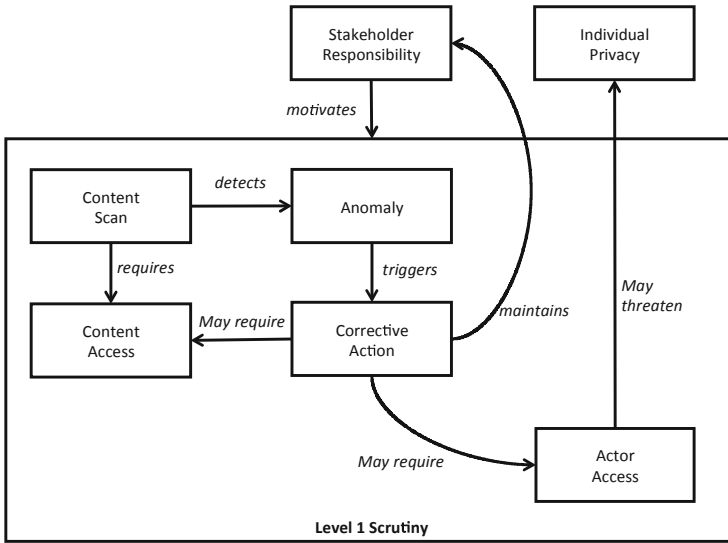 Stakeholder
Responsibility
Individual
Privacy
motivates
Content
Scan
detects
Anomaly
requires
triggers
May
threaten
Content
Access
May require
Corrective
Action
maintains
May require
Actor
Access
Level 1 Scrutiny